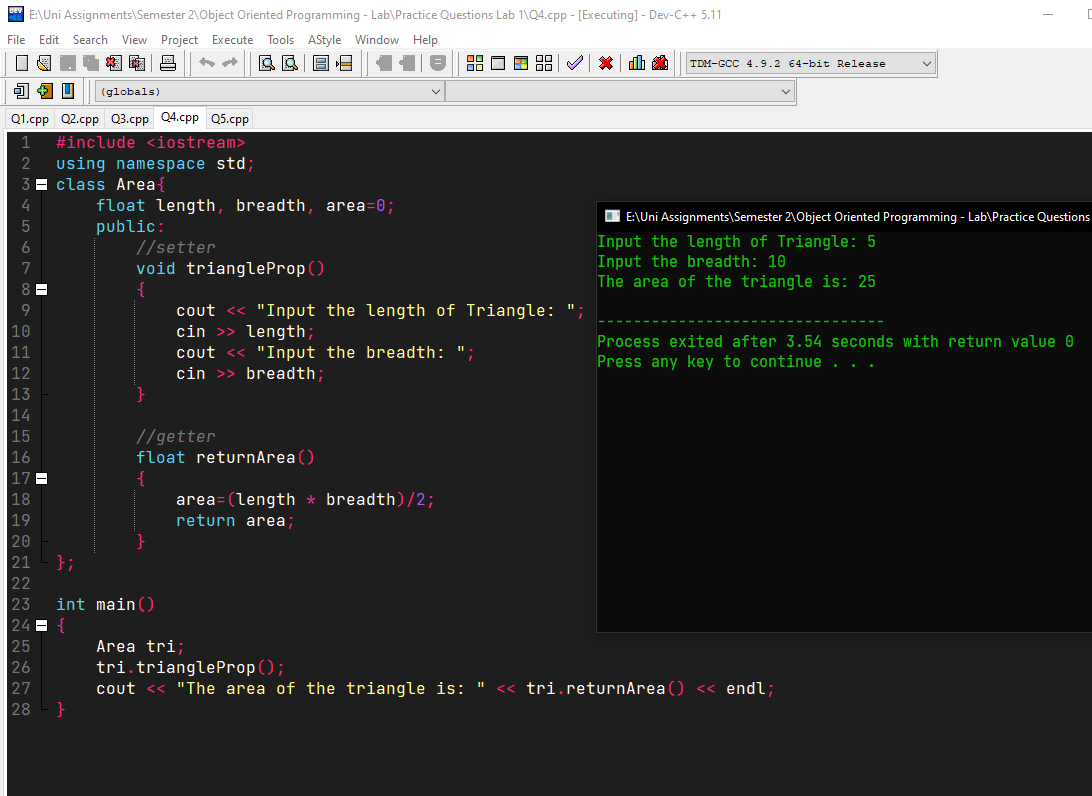 E:\Uni Assignments\Semester 2\Object Oriented Programming - Lab\Practice Questions Lab 1\Q4.cpp - [Executing] - Dev-C++ 5.11
File Edit Search View Project Execute Tools AStyle Window Help
TDM-GCC 4.9.2 64-bit Release
(globals)
Q1.cpp Q2.cpp Q3.cpp Q4.cpp Q5.cpp
1 #include <iostream>
2 using namespace std;
3 class Area{
4 float length, breadth, area=0;
5 public:
6 //setter
7 void triangleProp()
8 {
9 cout << "Input the length of Triangle: ";
10 cin >> length;
11 cout << "Input the breadth: ";
12 cin >> breadth;
13 }
14
15 //getter
16 float returnArea()
17 {
18 area=(length * breadth)/2;
19 return area;
20 }
21 };
22
23 int main()
24 {
25 Area tri;
26 tri.triangleProp();
27 cout << "The area of the triangle is: " << tri.returnArea() << endl;
28 }
E:\Uni Assignments\Semester 2\Object Oriented Programming - Lab\Practice Questions
Input the length of Triangle: 5
Input the breadth: 10
The area of the triangle is: 25
--------------------------------
Process exited after 3.54 seconds with return value 0
Press any key to continue . . .